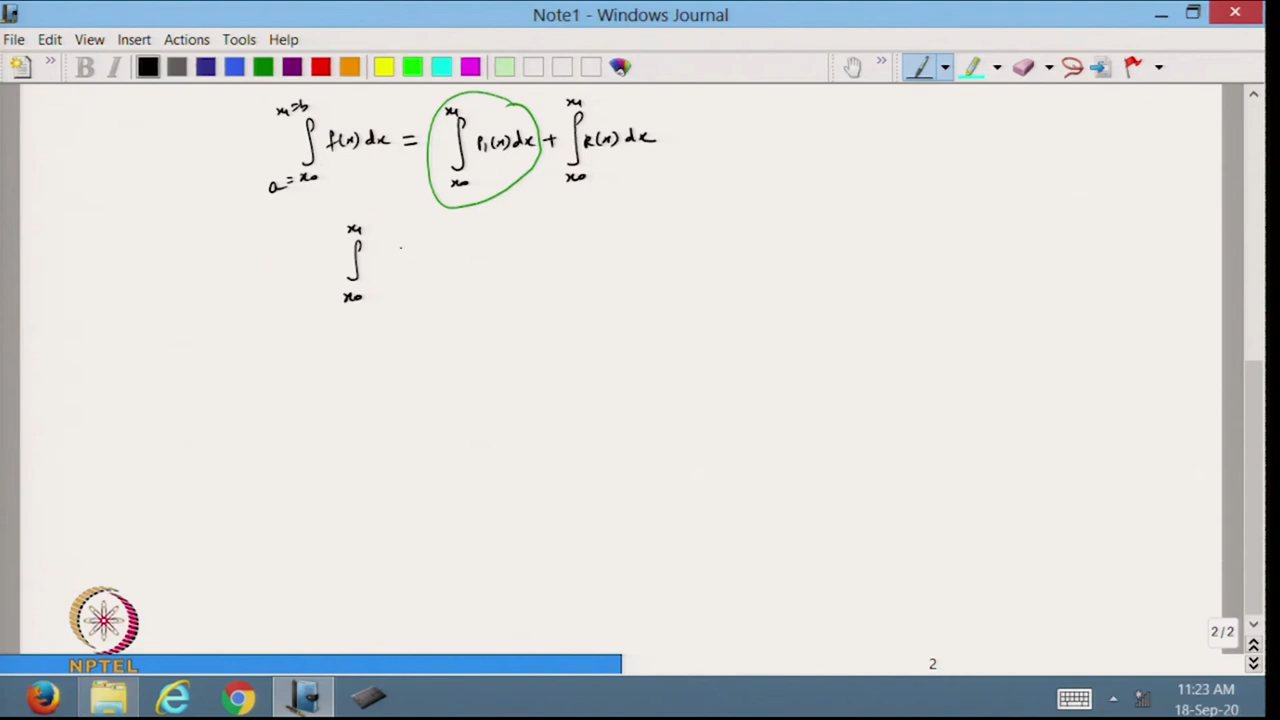 Note1 - Windows Journal
File Edit View Insert Actions Tools Help
∫_{a=x₀}^{x₁=b} f(x) dx = ∫_{x₀}^{x₁} P₁(x) dx + ∫_{x₀}^{x₁} R(x) dx
∫_{x₀}^{x₁}
2/2
NPTEL
2
11:23 AM
18-Sep-20